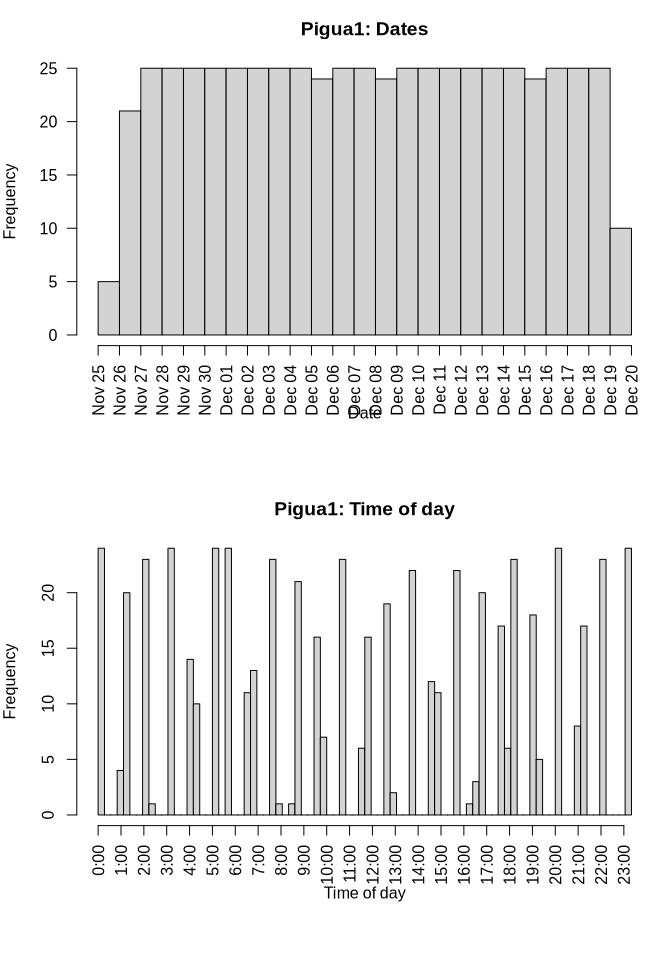 Pigua1: Dates
Frequency
25
20
15
10
5
0
Nov 25 Nov 26 Nov 27 Nov 28 Nov 29 Nov 30 Dec 01 Dec 02 Dec 03 Dec 04 Dec 05 Dec 06 Dec 07 Dec 08 Dec 09 Dec 10 Dec 11 Dec 12 Dec 13 Dec 14 Dec 15 Dec 16 Dec 17 Dec 18 Dec 19 Dec 20
Date
Pigua1: Time of day
Frequency
20
15
10
5
0
0:00 1:00 2:00 3:00 4:00 5:00 6:00 7:00 8:00 9:00 10:00 11:00 12:00 13:00 14:00 15:00 16:00 17:00 18:00 19:00 20:00 21:00 22:00 23:00
Time of day